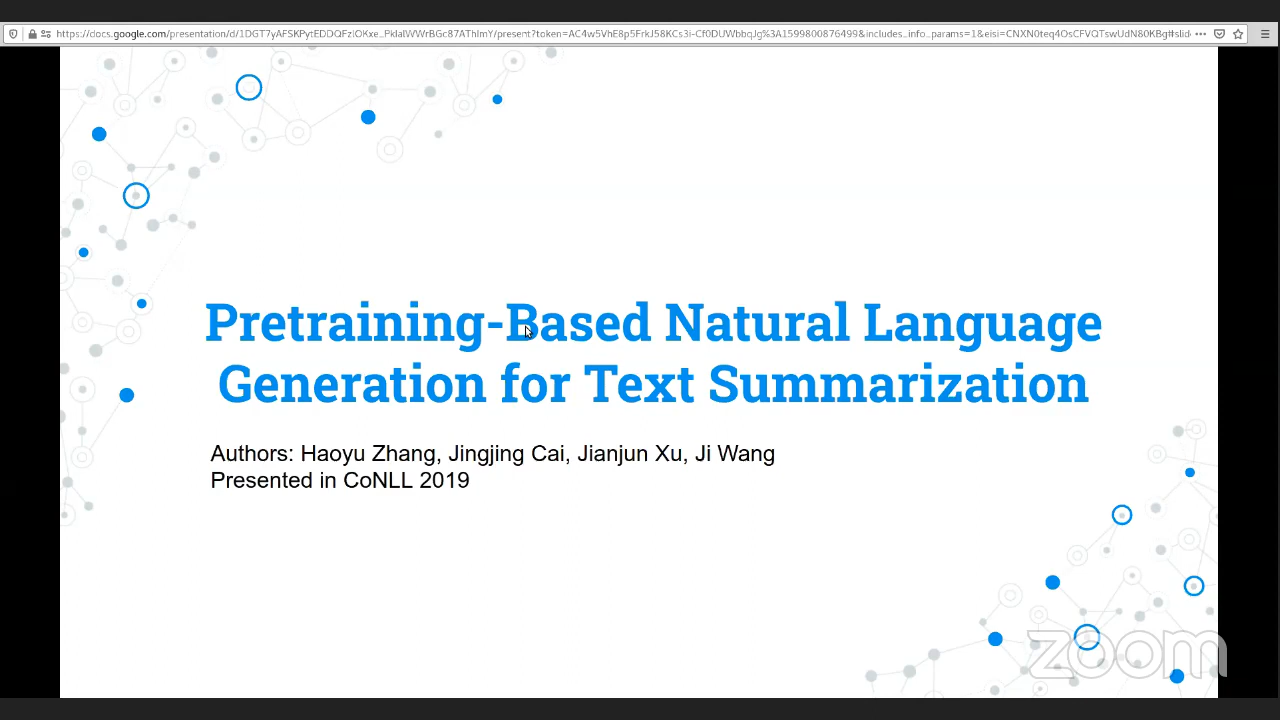 Pretraining-Based Natural Language
Generation for Text Summarization
Authors: Haoyu Zhang, Jingjing Cai, Jianjun Xu, Ji Wang
Presented in CoNLL 2019
zoom